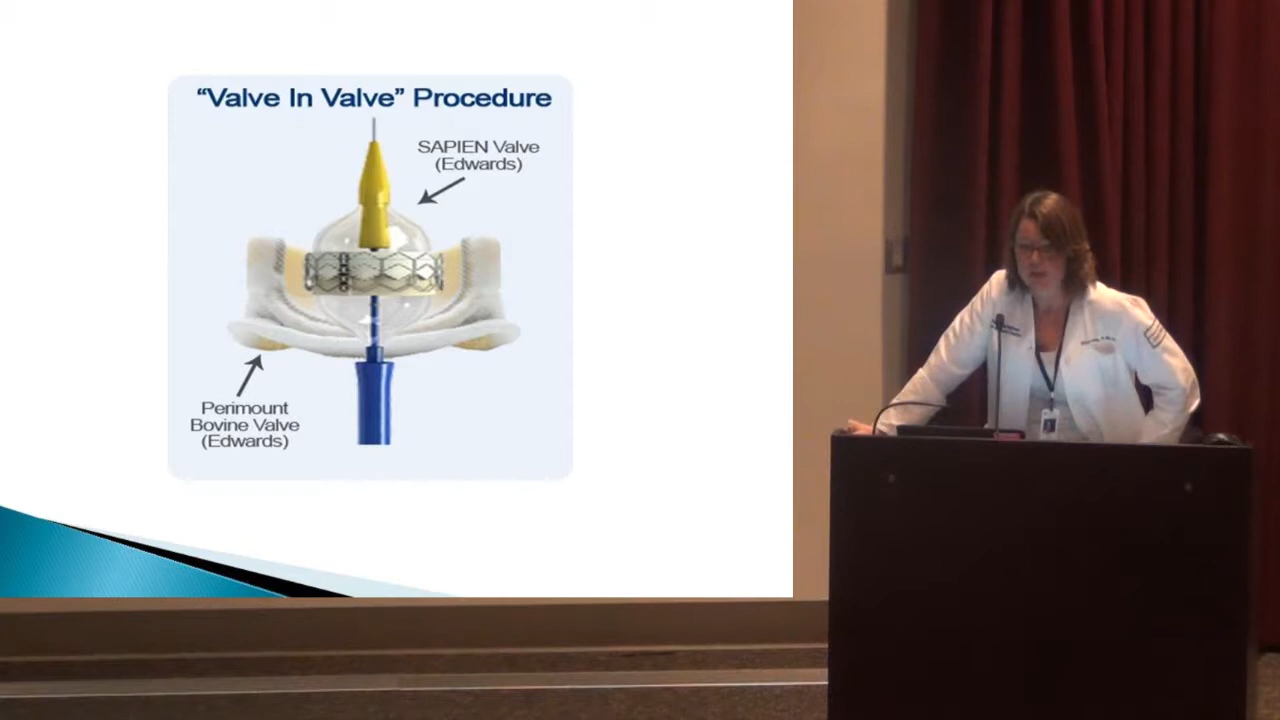 “Valve In Valve” Procedure
SAPIEN Valve
(Edwards)
Perimount
Bovine Valve
(Edwards)